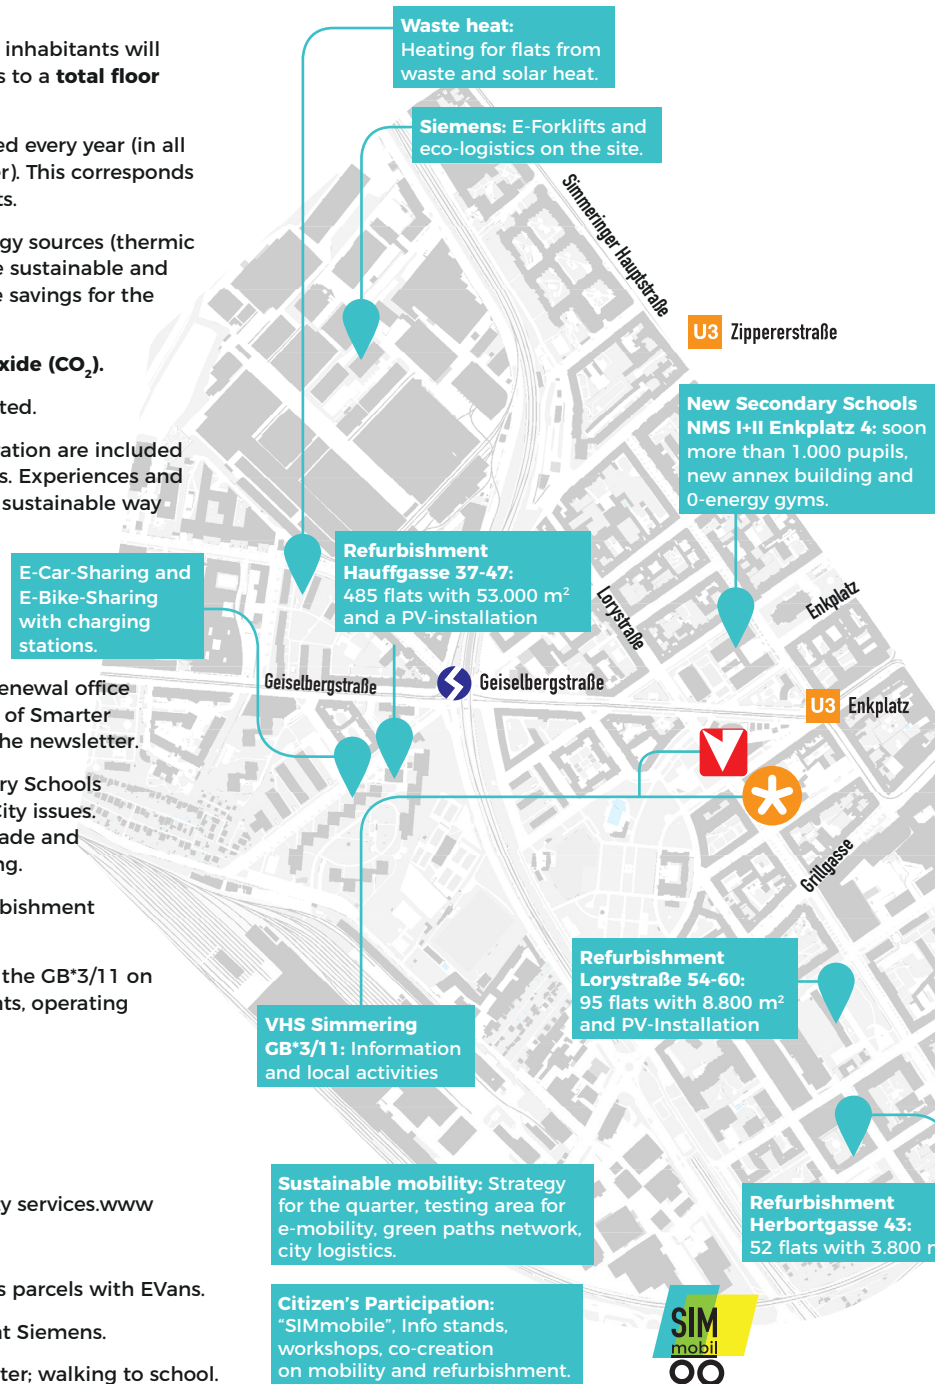 inhabitants will
s to a total floor
ed every year (in all
r). This corresponds
ts.
gy sources (thermic
e sustainable and
e savings for the
xide (CO2).
ted.
ation are included
s. Experiences and
sustainable way
enewal office
of Smarter
he newsletter.
ry Schools
City issues.
ade and
ng.
bishment
the GB*3/11 on
nts, operating
y services.www
s parcels with EVans.
at Siemens.
ter; walking to school.
Waste heat:
Heating for flats from
waste and solar heat.
Siemens: E-Forklifts and
eco-logistics on the site.
Simmeringer Hauptstraße
U3 Zippererstraße
New Secondary Schools
NMS I+II Enkplatz 4: soon
more than 1.000 pupils,
new annex building and
0-energy gyms.
Refurbishment
Hauffgasse 37-47:
485 flats with 53.000 m²
and a PV-installation
E-Car-Sharing and
E-Bike-Sharing
with charging
stations.
Lorystraße
Enkplatz
Geiselbergstraße
Geiselbergstraße
U3 Enkplatz
Grillgasse
Refurbishment
Lorystraße 54-60:
95 flats with 8.800 m²
and PV-Installation
VHS Simmering
GB*3/11: Information
and local activities
Sustainable mobility: Strategy
for the quarter, testing area for
e-mobility, green paths network,
city logistics.
Refurbishment
Herbortgasse 43:
52 flats with 3.800 m
Citizen's Participation:
“SIMmobile”, Info stands,
workshops, co-creation
on mobility and refurbishment.
SIM
mobil